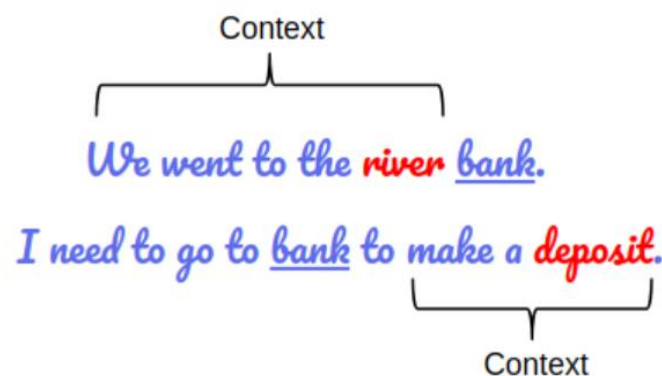 Context
We went to the river bank.
I need to go to bank to make a deposit.
Context